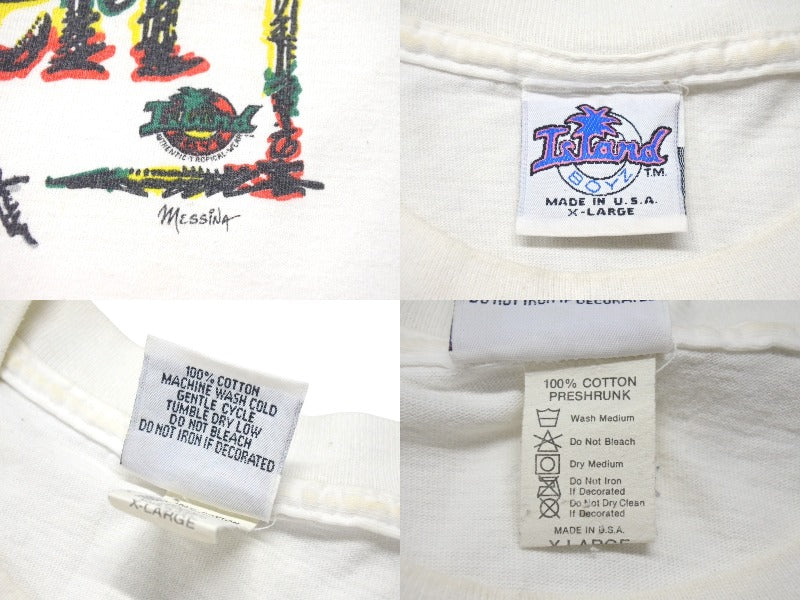 Island
BOYZ
AUTHENTIC·TROPICAL·WEAR
MESSINA
Island
BOYZ
T.M.
MADE IN U.S.A.
X-LARGE
100% COTTON
MACHINE WASH COLD
GENTLE CYCLE
TUMBLE DRY LOW
DO NOT BLEACH
DO NOT IRON IF DECORATED
X-LARGE
DO NOT IRON IF DECORATED
100% COTTON
PRESHRUNK
Wash Medium
Do Not Bleach
Dry Medium
Do Not Iron
If Decorated
Do Not Dry Clean
If Decorated
MADE IN U.S.A.
X-LARGE